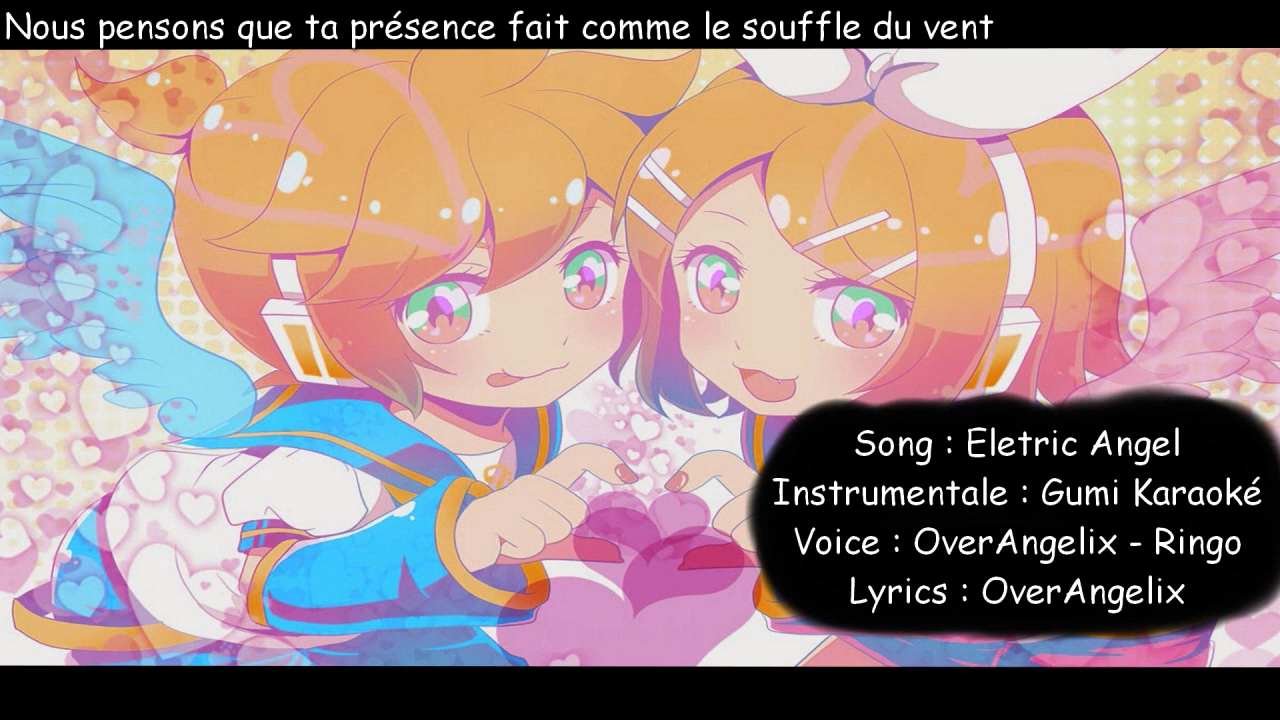 Nous pensons que ta présence fait comme le souffle du vent
Song : Eletric Angel
Instrumentale : Gumi Karaoké
Voice : OverAngelix - Ringo
Lyrics : OverAngelix